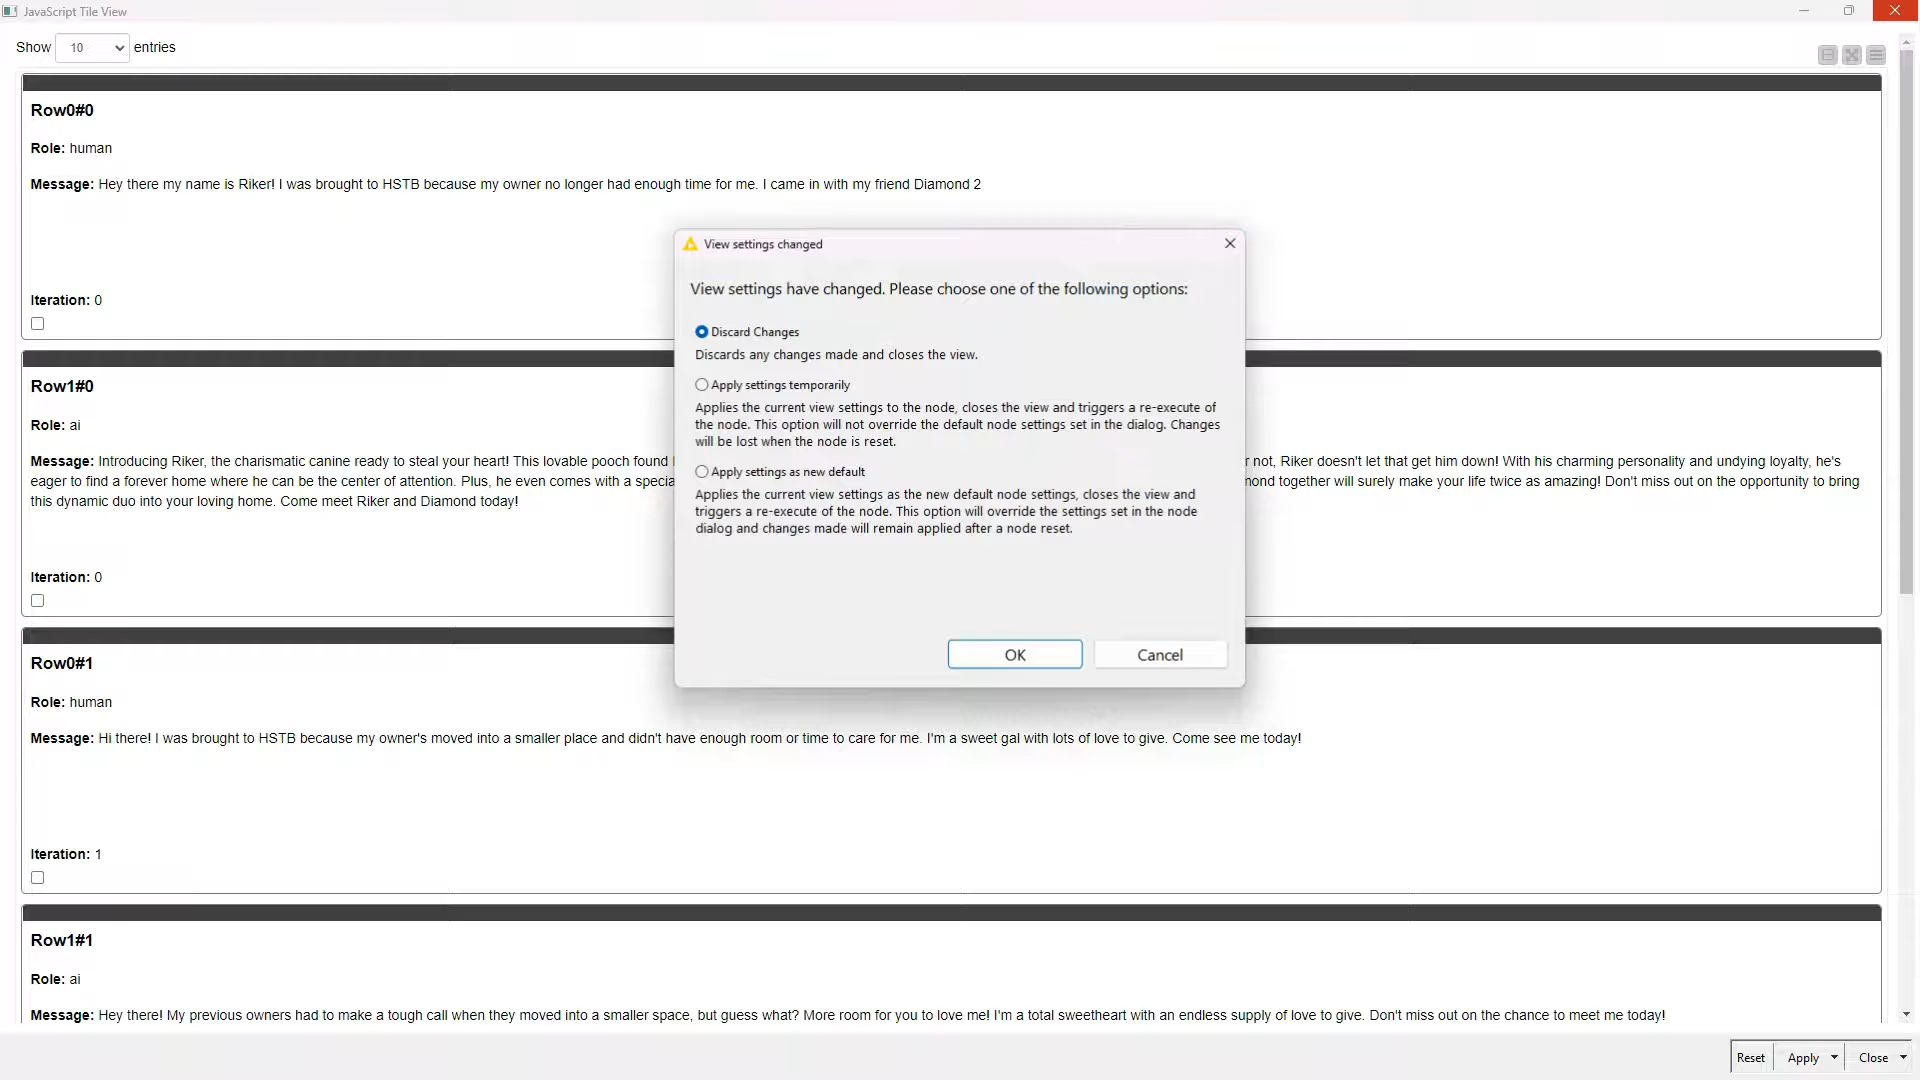 JavaScript Tile View
Show 10 entries
Row0#0
Role: human
Message: Hey there my name is Riker! I was brought to HSTB because my owner no longer had enough time for me. I came in with my friend Diamond 2
Iteration: 0
Row1#0
Role: ai
Message: Introducing Riker, the charismatic canine ready to steal your heart! This lovable pooch found
r not, Riker doesn't let that get him down! With his charming personality and undying loyalty, he's
eager to find a forever home where he can be the center of attention. Plus, he even comes with a specia
ond together will surely make your life twice as amazing! Don't miss out on the opportunity to bring
this dynamic duo into your loving home. Come meet Riker and Diamond today!
Iteration: 0
Row0#1
Role: human
Message: Hi there! I was brought to HSTB because my owner's moved into a smaller place and didn't have enough room or time to care for me. I'm a sweet gal with lots of love to give. Come see me today!
Iteration: 1
Row1#1
Role: ai
Message: Hey there! My previous owners had to make a tough call when they moved into a smaller space, but guess what? More room for you to love me! I'm a total sweetheart with an endless supply of love to give. Don't miss out on the chance to meet me today!
View settings changed
View settings have changed. Please choose one of the following options:
Discard Changes
Discards any changes made and closes the view.
Apply settings temporarily
Applies the current view settings to the node, closes the view and triggers a re-execute of
the node. This option will not override the default node settings set in the dialog. Changes
will be lost when the node is reset.
Apply settings as new default
Applies the current view settings as the new default node settings, closes the view and
triggers a re-execute of the node. This option will override the settings set in the node
dialog and changes made will remain applied after a node reset.
OK Cancel
Reset Apply Close